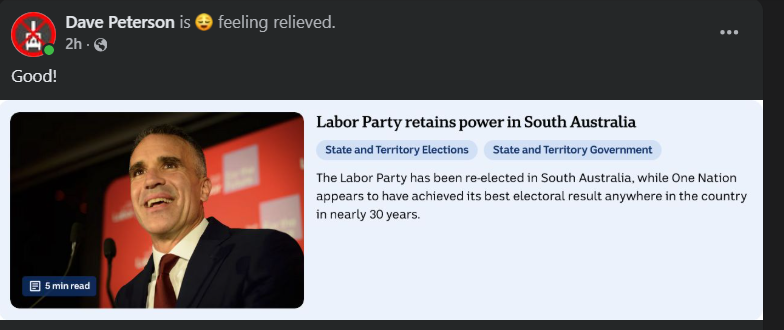 Dave Peterson is 😌 feeling relieved.
2h ·
Good!
Labor Party retains power in South Australia
State and Territory Elections State and Territory Government
The Labor Party has been re-elected in South Australia, while One Nation
appears to have achieved its best electoral result anywhere in the country
in nearly 30 years.
5 min read